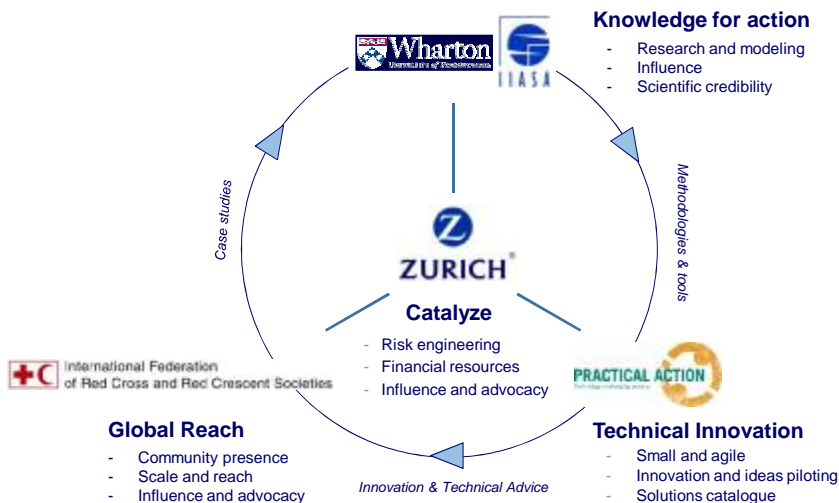 Knowledge for action
- Research and modeling
- Influence
- Scientific credibility
Wharton
UNIVERSITY of PENNSYLVANIA
IIASA
Case studies
Methodologies & tools
Z
ZURICH®
Catalyze
- Risk engineering
- Financial resources
- Influence and advocacy
International Federation
of Red Cross and Red Crescent Societies
PRACTICAL ACTION
Global Reach
- Community presence
- Scale and reach
- Influence and advocacy
Technical Innovation
- Small and agile
- Innovation and ideas piloting
- Solutions catalogue
Innovation & Technical Advice